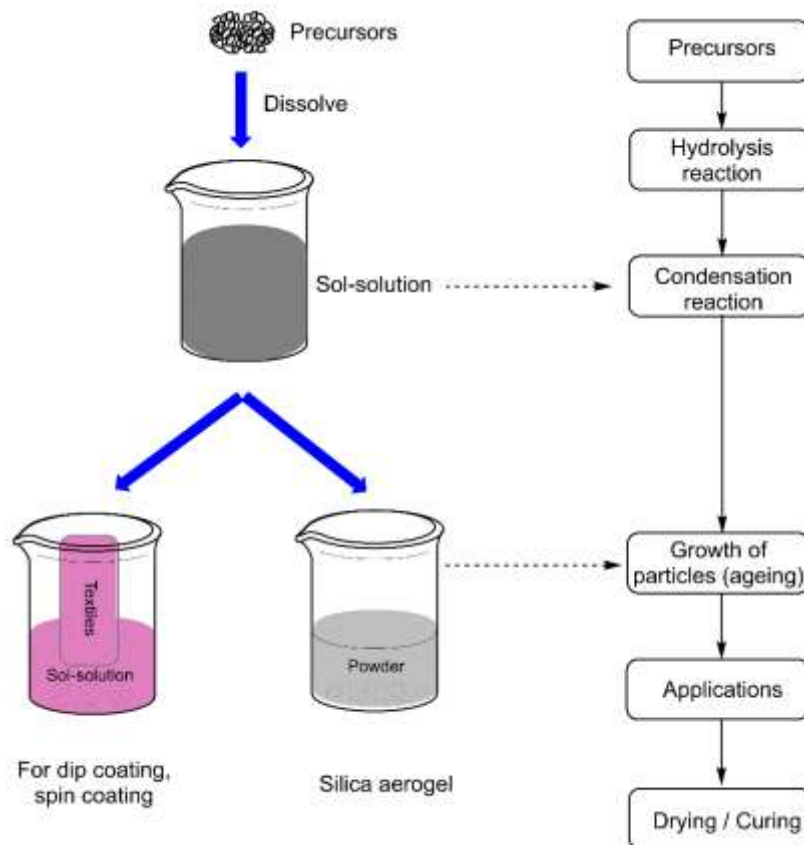 Precursors
Dissolve
Sol-solution
Textiles
Sol-solution
Powder
For dip coating,
spin coating
Silica aerogel
Precursors
Hydrolysis
reaction
Condensation
reaction
Growth of
particles (ageing)
Applications
Drying / Curing